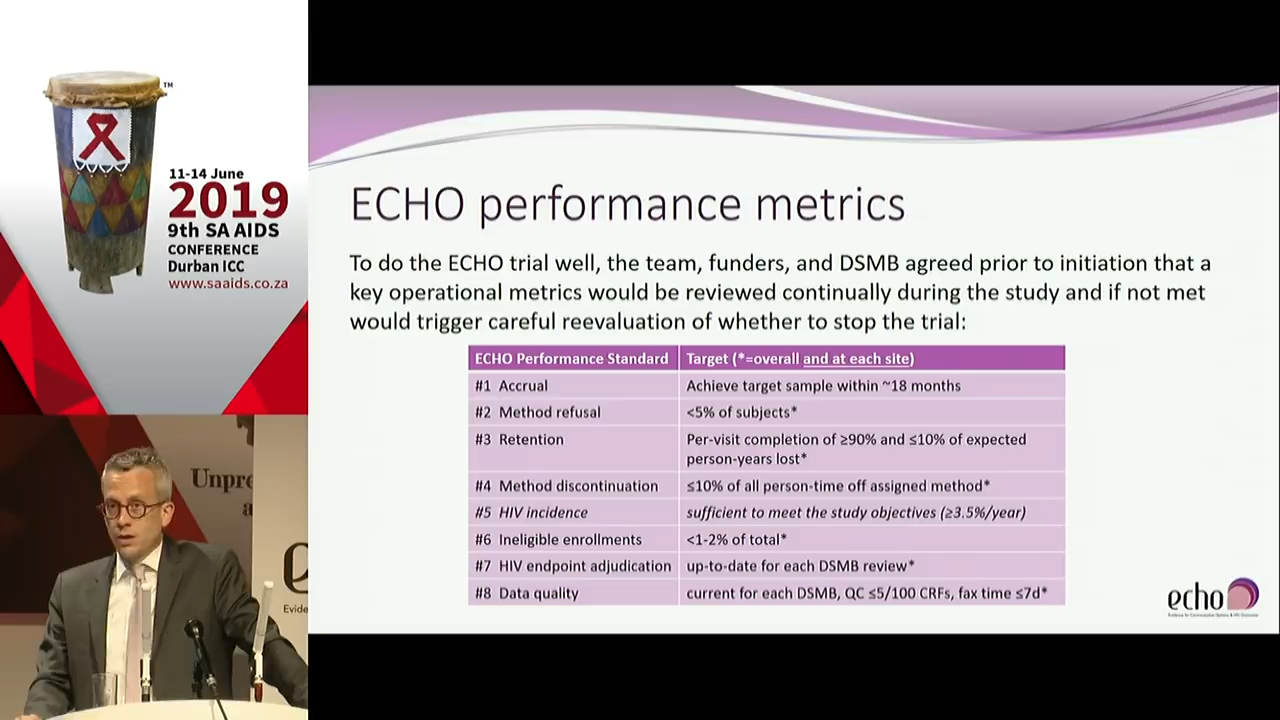 TM
11-14 June
2019
9th SA AIDS
CONFERENCE
Durban ICC
www.saaids.co.za
Unpre
a
e
Evide
ECHO performance metrics
To do the ECHO trial well, the team, funders, and DSMB agreed prior to initiation that a
key operational metrics would be reviewed continually during the study and if not met
would trigger careful reevaluation of whether to stop the trial:
ECHO Performance Standard Target (*=overall and at each site)
#1 Accrual Achieve target sample within ~18 months
#2 Method refusal <5% of subjects*
#3 Retention Per-visit completion of ≥90% and ≤10% of expected
person-years lost*
#4 Method discontinuation ≤10% of all person-time off assigned method*
#5 HIV incidence sufficient to meet the study objectives (≥3.5%/year)
#6 Ineligible enrollments <1-2% of total*
#7 HIV endpoint adjudication up-to-date for each DSMB review*
#8 Data quality current for each DSMB, QC ≤5/100 CRFs, fax time ≤7d*
echo